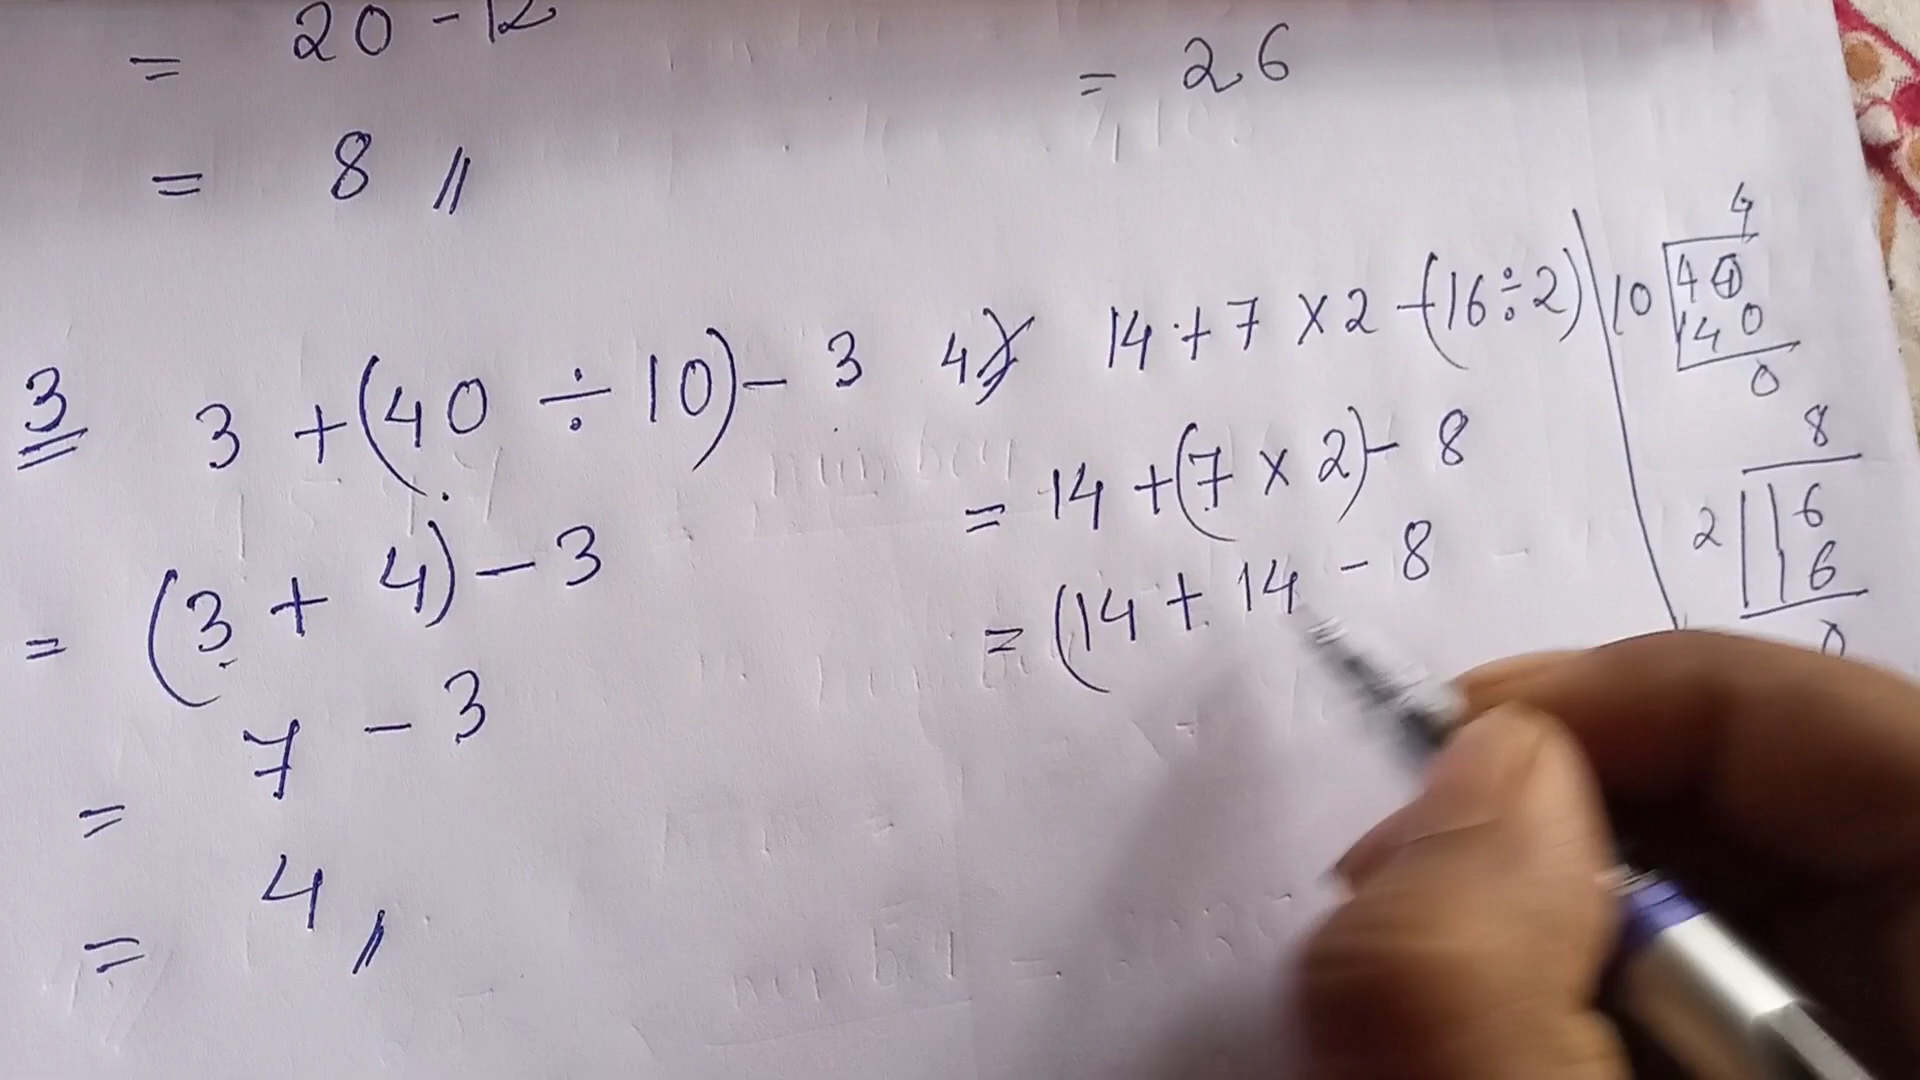 = 20 - 12
= 8 //
= 26
3 3 + (40 ÷ 10) - 3
= (3 + 4) - 3
= 7 - 3
= 4 //
4) 14 + 7 × 2 - (16 ÷ 2)
= 14 + (7 × 2) - 8
= (14 + 14 - 8
4
10 40
40
0
8
2 16
16
0